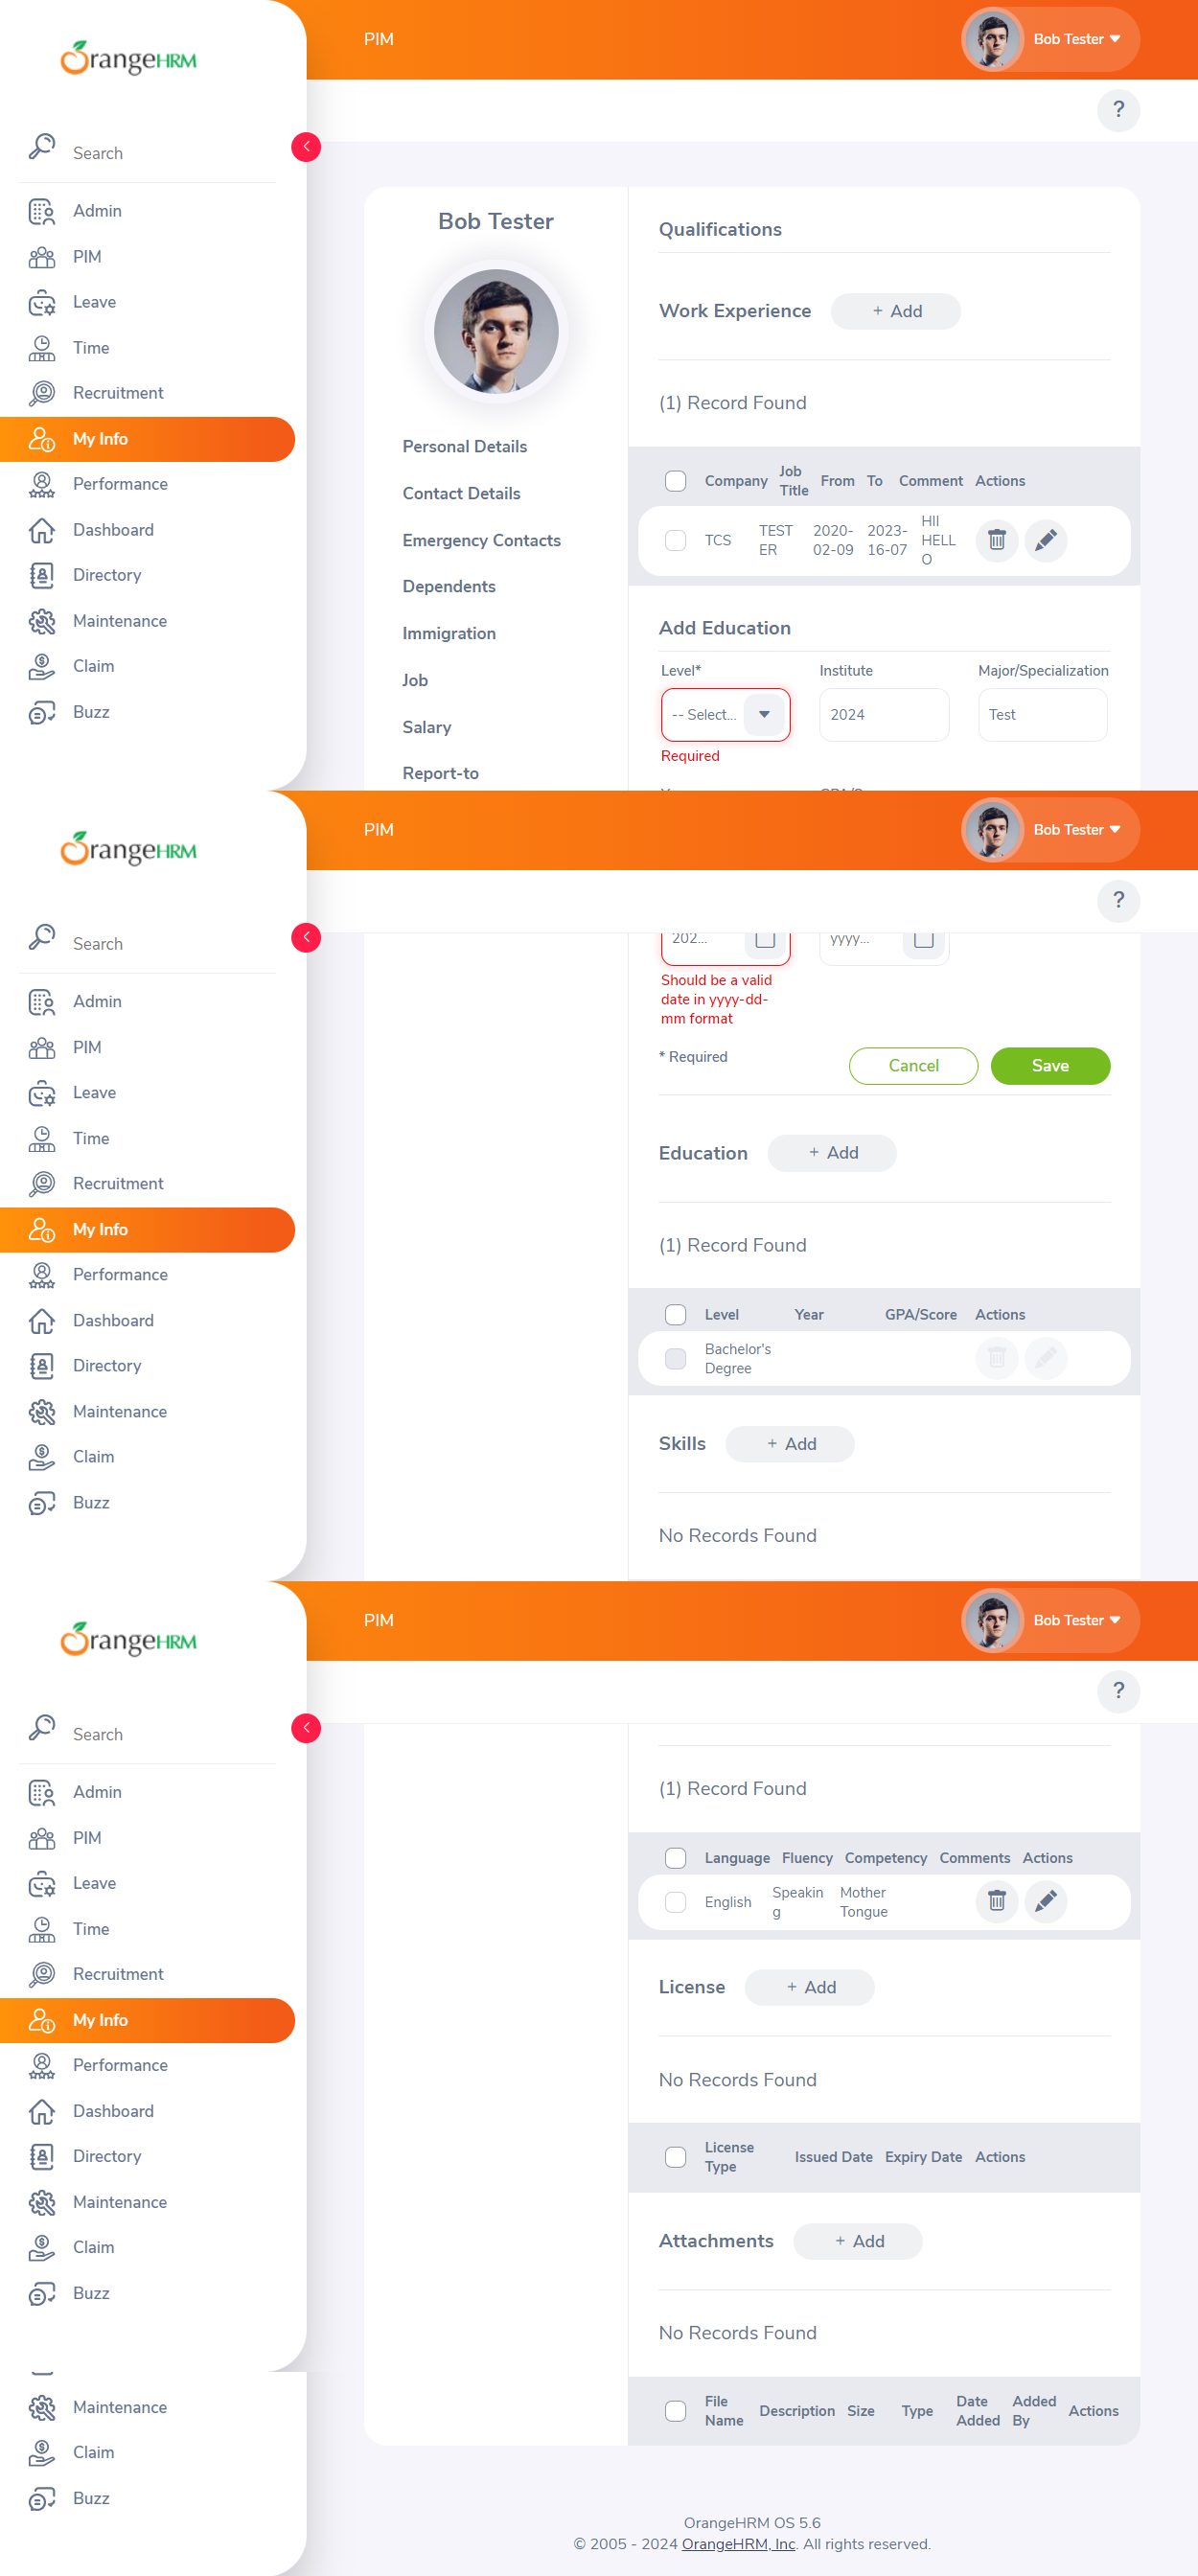 OrangeHRM
PIM
Bob Tester
?
Search
Admin
PIM
Leave
Time
Recruitment
My Info
Performance
Dashboard
Directory
Maintenance
Claim
Buzz
Bob Tester
Personal Details
Contact Details
Emergency Contacts
Dependents
Immigration
Job
Salary
Report-to
Qualifications
Work Experience + Add
(1) Record Found
Company Job Title From To Comment Actions
TCS TEST
ER 2020-
02-09 2023-
16-07 HII
HELL
O
Add Education
Level* Institute Major/Specialization
-- Select... 2024 Test
Required
OrangeHRM
PIM
Bob Tester
?
Search
Admin
PIM
Leave
Time
Recruitment
My Info
Performance
Dashboard
Directory
Maintenance
Claim
Buzz
202... yyyy...
Should be a valid
date in yyyy-dd-
mm format
* Required Cancel Save
Education + Add
(1) Record Found
Level Year GPA/Score Actions
Bachelor's
Degree
Skills + Add
No Records Found
OrangeHRM
PIM
Bob Tester
?
Search
Admin
PIM
Leave
Time
Recruitment
My Info
Performance
Dashboard
Directory
Maintenance
Claim
Buzz
(1) Record Found
Language Fluency Competency Comments Actions
English Speakin
g Mother
Tongue
License + Add
No Records Found
License
Type Issued Date Expiry Date Actions
Attachments + Add
No Records Found
File
Name Description Size Type Date
Added Added
By Actions
Maintenance
Claim
Buzz
OrangeHRM OS 5.6
© 2005 - 2024 OrangeHRM, Inc. All rights reserved.